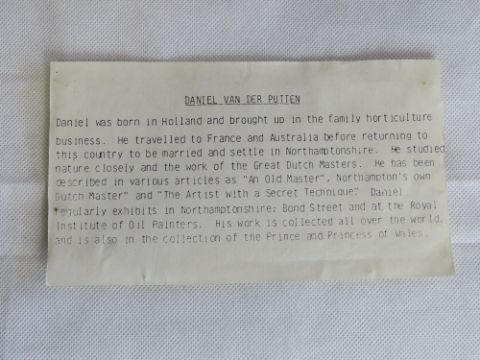 DANIEL VAN DER PUTTEN
Daniel was born in Holland and brought up in the family horticulture
business. He travelled to France and Australia before returning to
this country to be married and settle in Northamptonshire. He studied
nature closely and the work of the Great Dutch Masters. He has been
described in various articles as "An Old Master", Northampton's own
Dutch Master" and "The Artist with a Secret Technique". Daniel
regularly exhibits in Northamptonshire; Bond Street and at the Royal
Institute of Oil Painters. His work is collected all over the world,
and is also in the collection of the Prince and Princess of Wales.